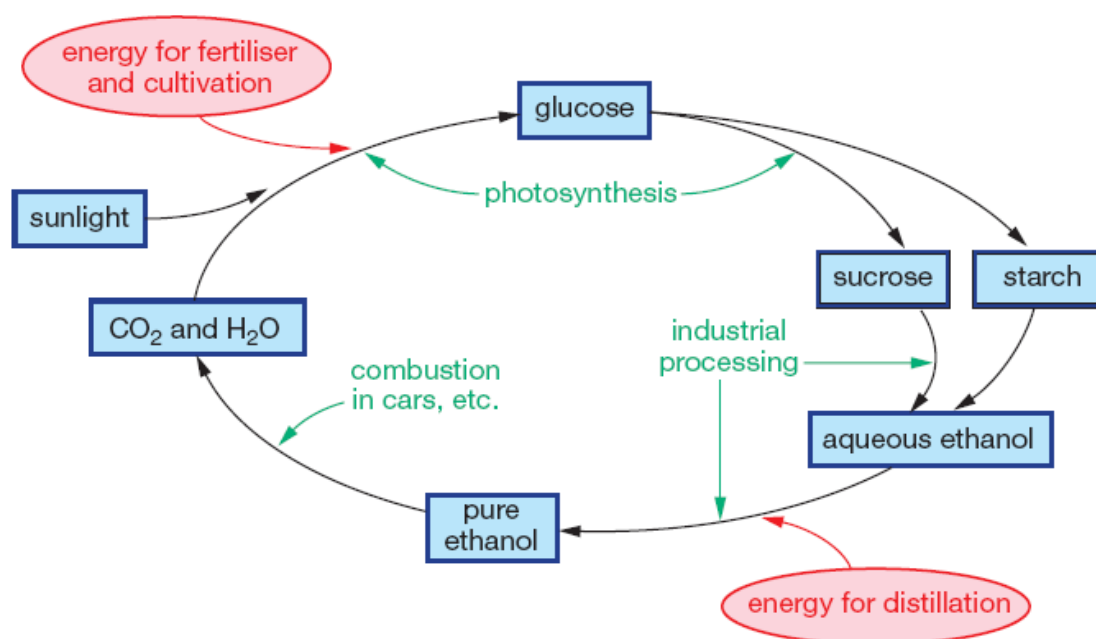 energy for fertiliser
and cultivation
glucose
photosynthesis
sunlight
sucrose
starch
CO₂ and H₂O
industrial
processing
combustion
in cars, etc.
aqueous ethanol
pure
ethanol
energy for distillation